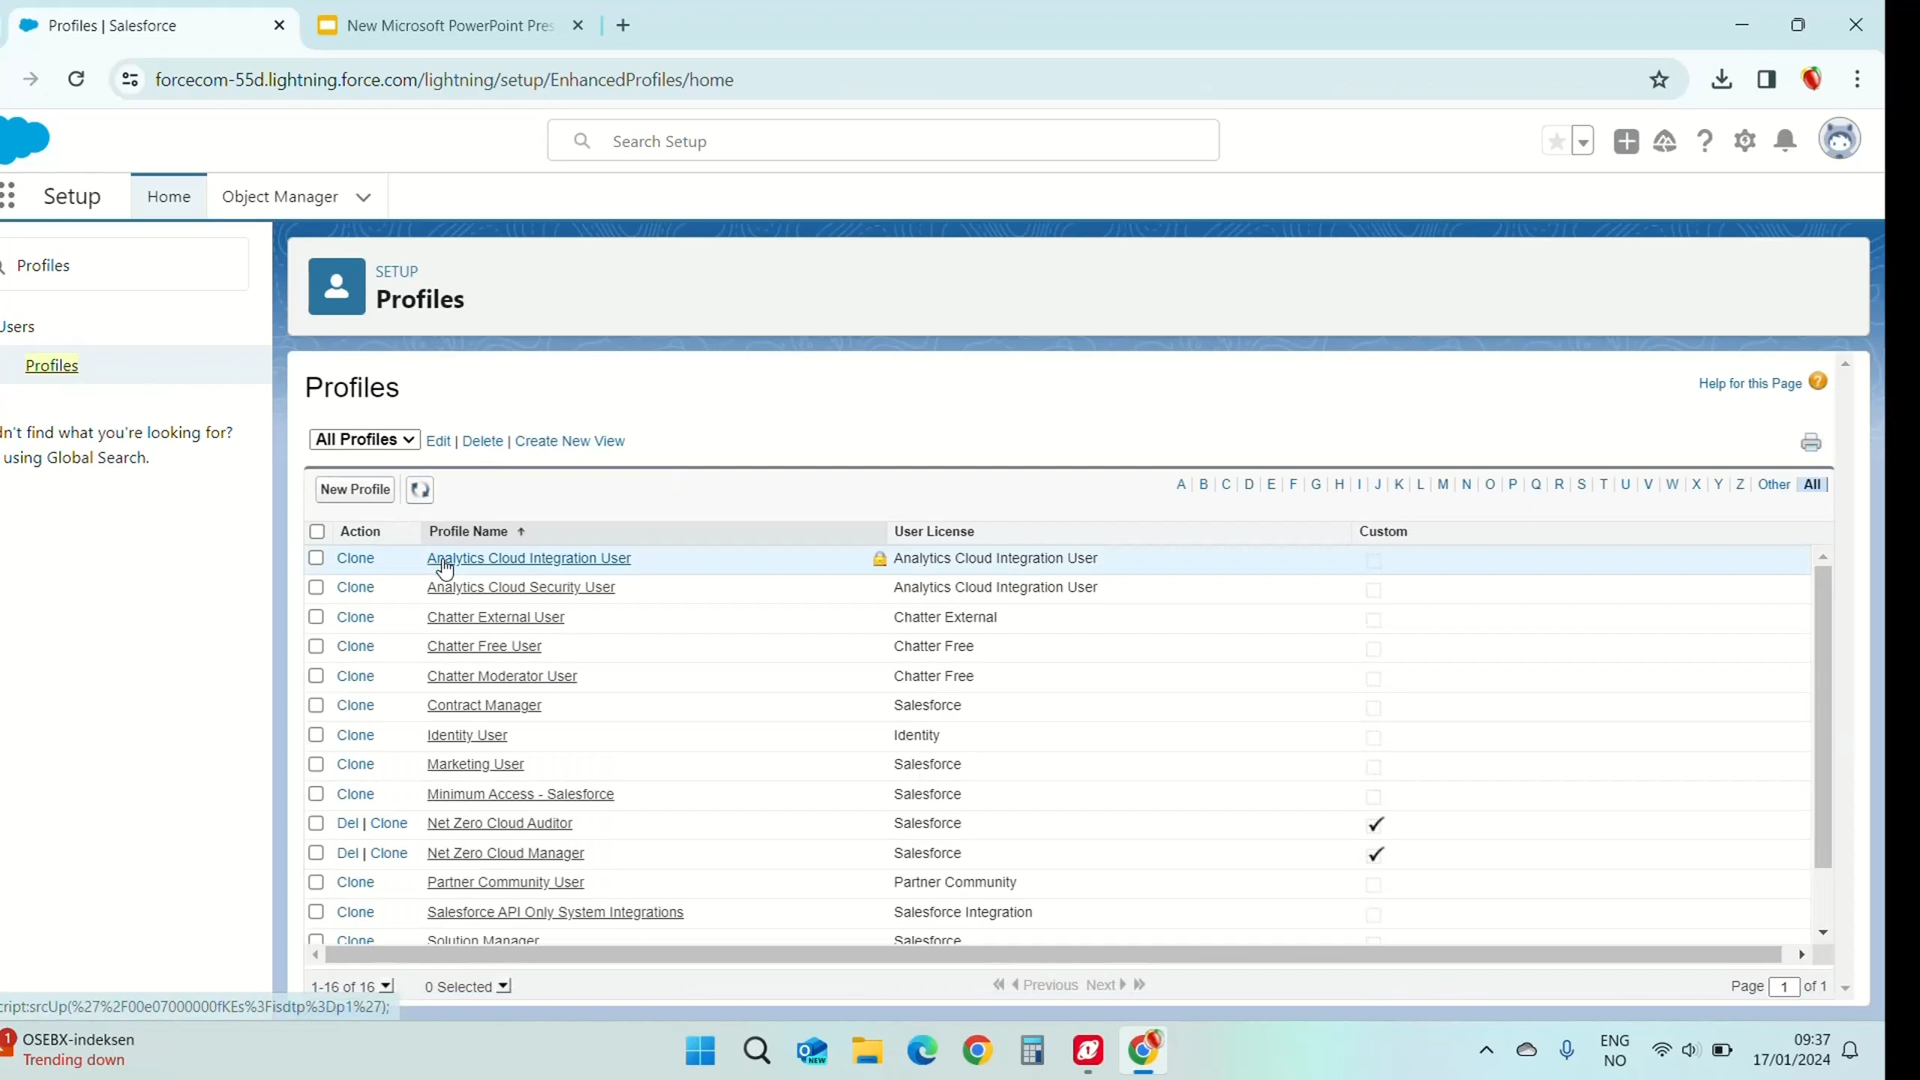 Profiles | Salesforce
New Microsoft PowerPoint Pres
forcecom-55d.lightning.force.com/lightning/setup/EnhancedProfiles/home
Search Setup
Setup
Home
Object Manager
Profiles
Users
Profiles
n't find what you're looking for?
using Global Search.
SETUP
Profiles
Profiles
Help for this Page
All Profiles Edit | Delete | Create New View
New Profile
A | B | C | D | E | F | G | H | I | J | K | L | M | N | O | P | Q | R | S | T | U | V | W | X | Y | Z | Other | All
Action Profile Name User License Custom
Clone Analytics Cloud Integration User Analytics Cloud Integration User
Clone Analytics Cloud Security User Analytics Cloud Integration User
Clone Chatter External User Chatter External
Clone Chatter Free User Chatter Free
Clone Chatter Moderator User Chatter Free
Clone Contract Manager Salesforce
Clone Identity User Identity
Clone Marketing User Salesforce
Clone Minimum Access - Salesforce Salesforce
Del | Clone Net Zero Cloud Auditor Salesforce
Del | Clone Net Zero Cloud Manager Salesforce
Clone Partner Community User Partner Community
Clone Salesforce API Only System Integrations Salesforce Integration
Clone Solution Manager Salesforce
1-16 of 16 0 Selected Previous Next Page 1 of 1
cript:srcUp(%27%2F00e07000000fKEs%3Fisdtp%3Dp1%27);
1
OSEBX-indeksen
Trending down
NEW
ENG
NO
09:37
17/01/2024